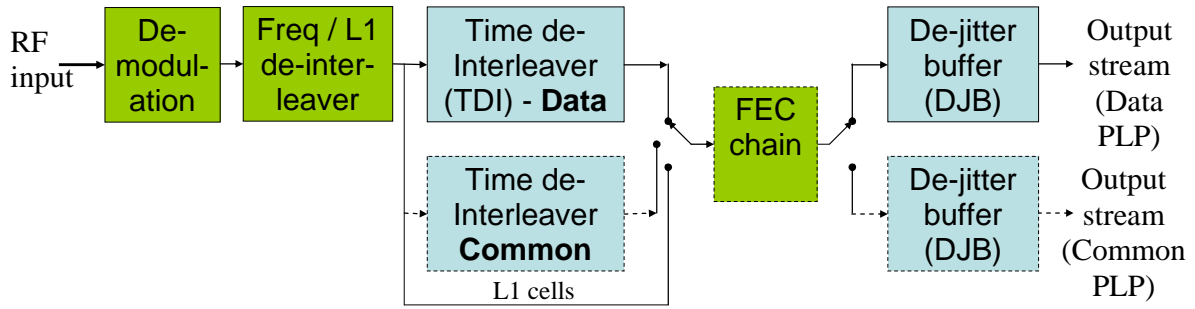 RF
input
De-
modul-
ation
Freq / L1
de-inter-
leaver
Time de-
Interleaver
(TDI) - Data
Time de-
Interleaver
Common
L1 cells
FEC
chain
De-jitter
buffer
(DJB)
Output
stream
(Data
PLP)
De-jitter
buffer
(DJB)
Output
stream
(Common
PLP)